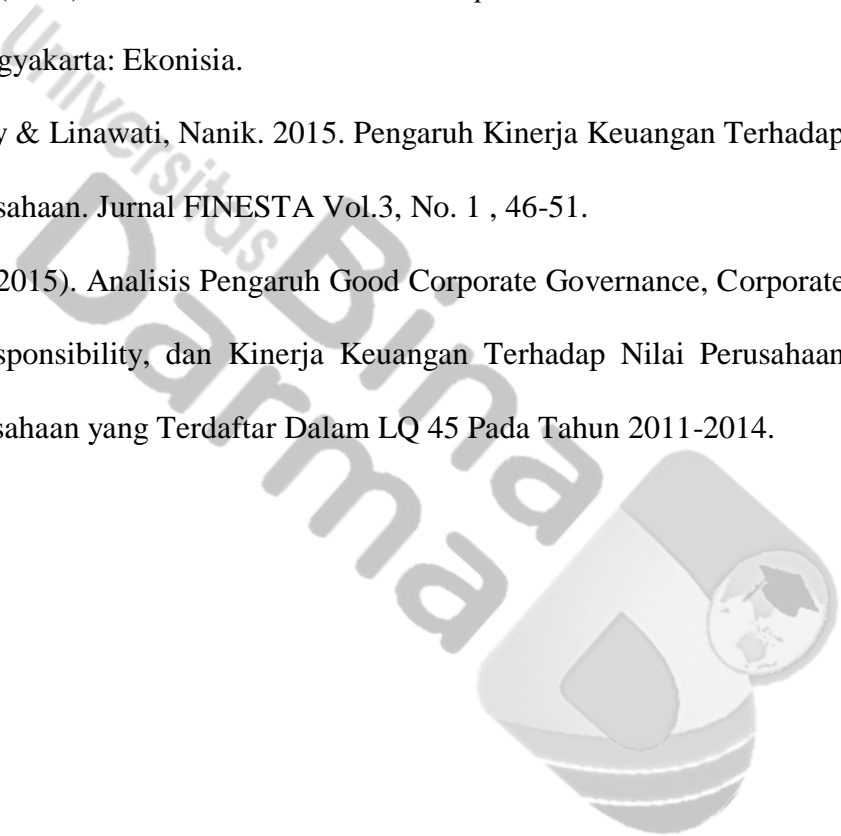 gyakarta: Ekonisia.
y & Linawati, Nanik. 2015. Pengaruh Kinerja Keuangan Terhadap
sahaan. Jurnal FINESTA Vol.3, No. 1 , 46-51.
2015). Analisis Pengaruh Good Corporate Governance, Corporate
sponsibility, dan Kinerja Keuangan Terhadap Nilai Perusahaan
sahaan yang Terdaftar Dalam LQ 45 Pada Tahun 2011-2014.
Universitas
Bina
Darma